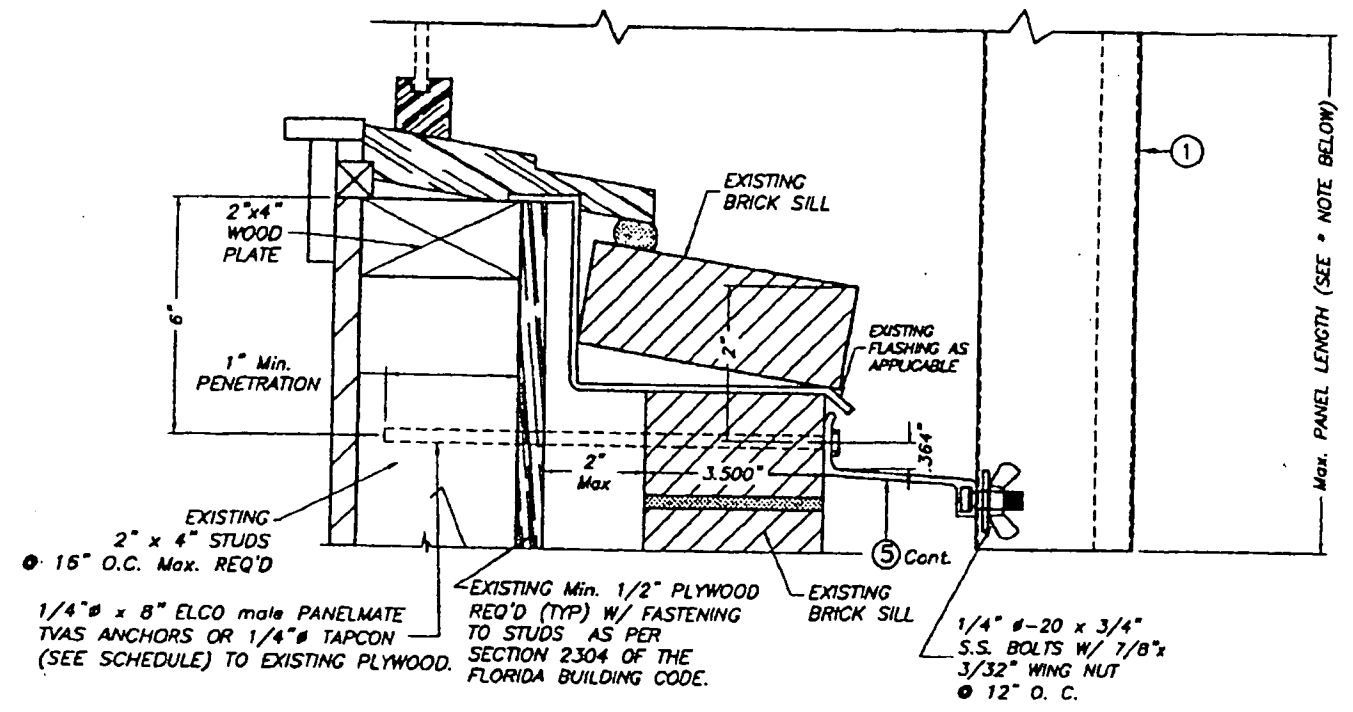 EXISTING
BRICK SILL
1
2"x4"
WOOD
PLATE
6"
1" Min.
PENETRATION
2"
EXISTING
FLASHING AS
APPLICABLE
.364"
2"
Max
3.500"
Max. PANEL LENGTH (SEE * NOTE BELOW)
EXISTING
2" x 4" STUDS
@ 16" O.C. Max. REQ'D
5 Cont.
1/4"ø x 8" ELCO male PANELMATE
TVAS ANCHORS OR 1/4"ø TAPCON
(SEE SCHEDULE) TO EXISTING PLYWOOD.
EXISTING Min. 1/2" PLYWOOD
REQ'D (TYP) W/ FASTENING
TO STUDS AS PER
SECTION 2304 OF THE
FLORIDA BUILDING CODE.
EXISTING
BRICK SILL
1/4" ø-20 x 3/4"
S.S. BOLTS W/ 7/8"x
3/32" WING NUT
@ 12" O. C.